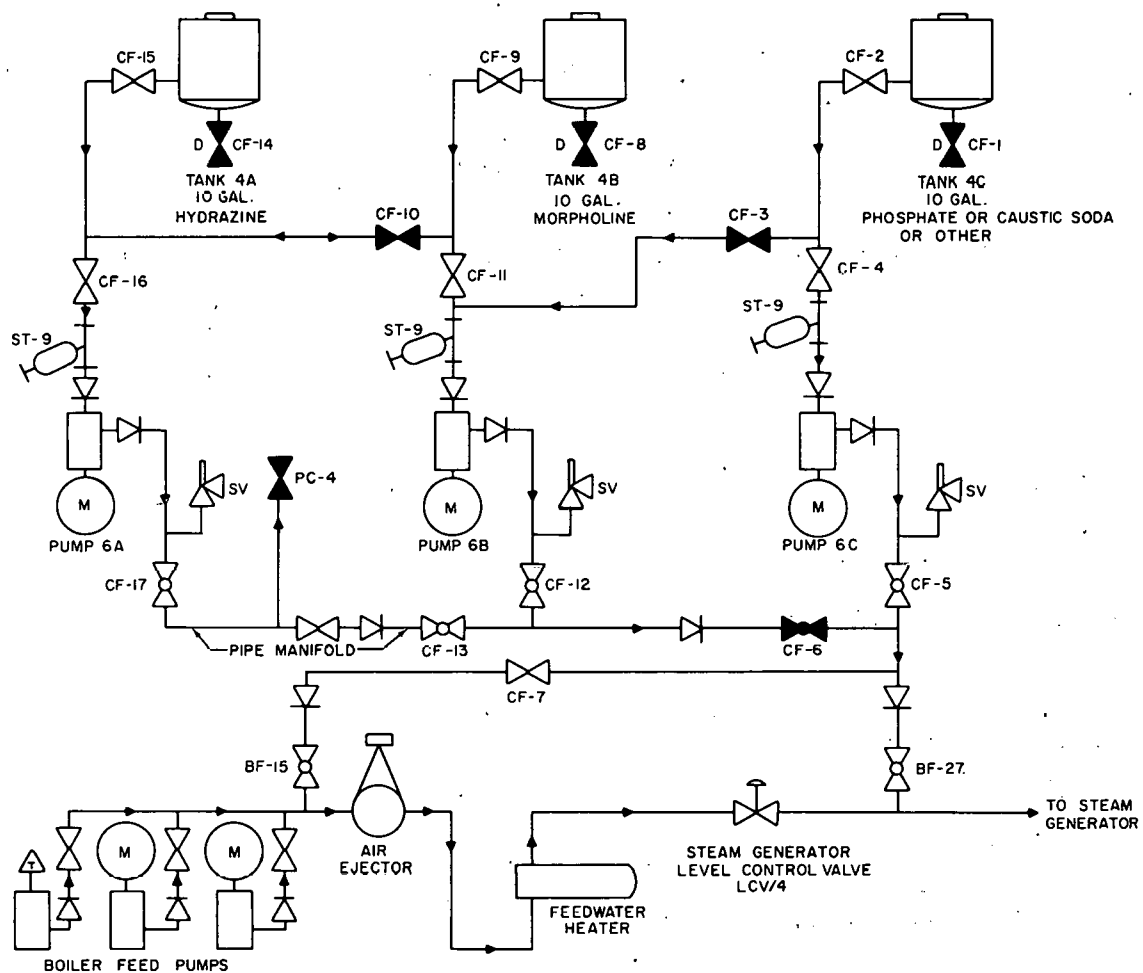 CF-15
CF-9
CF-2
D
CF-14
D
CF-8
D
CF-1
TANK 4A
10 GAL.
HYDRAZINE
TANK 4B
10 GAL.
MORPHOLINE
TANK 4C
10 GAL.
PHOSPHATE OR CAUSTIC SODA
OR OTHER
CF-10
CF-3
CF-16
CF-11
CF-4
ST-9
ST-9
ST-9
PC-4
SV
SV
SV
M
M
M
PUMP 6A
PUMP 6B
PUMP 6C
CF-17
CF-12
CF-5
PIPE MANIFOLD
CF-13
CF-6
CF-7
BF-15
BF-27
TO STEAM
GENERATOR
T
M
M
AIR
EJECTOR
STEAM GENERATOR
LEVEL CONTROL VALVE
LCV/4
FEEDWATER
HEATER
BOILER FEED PUMPS